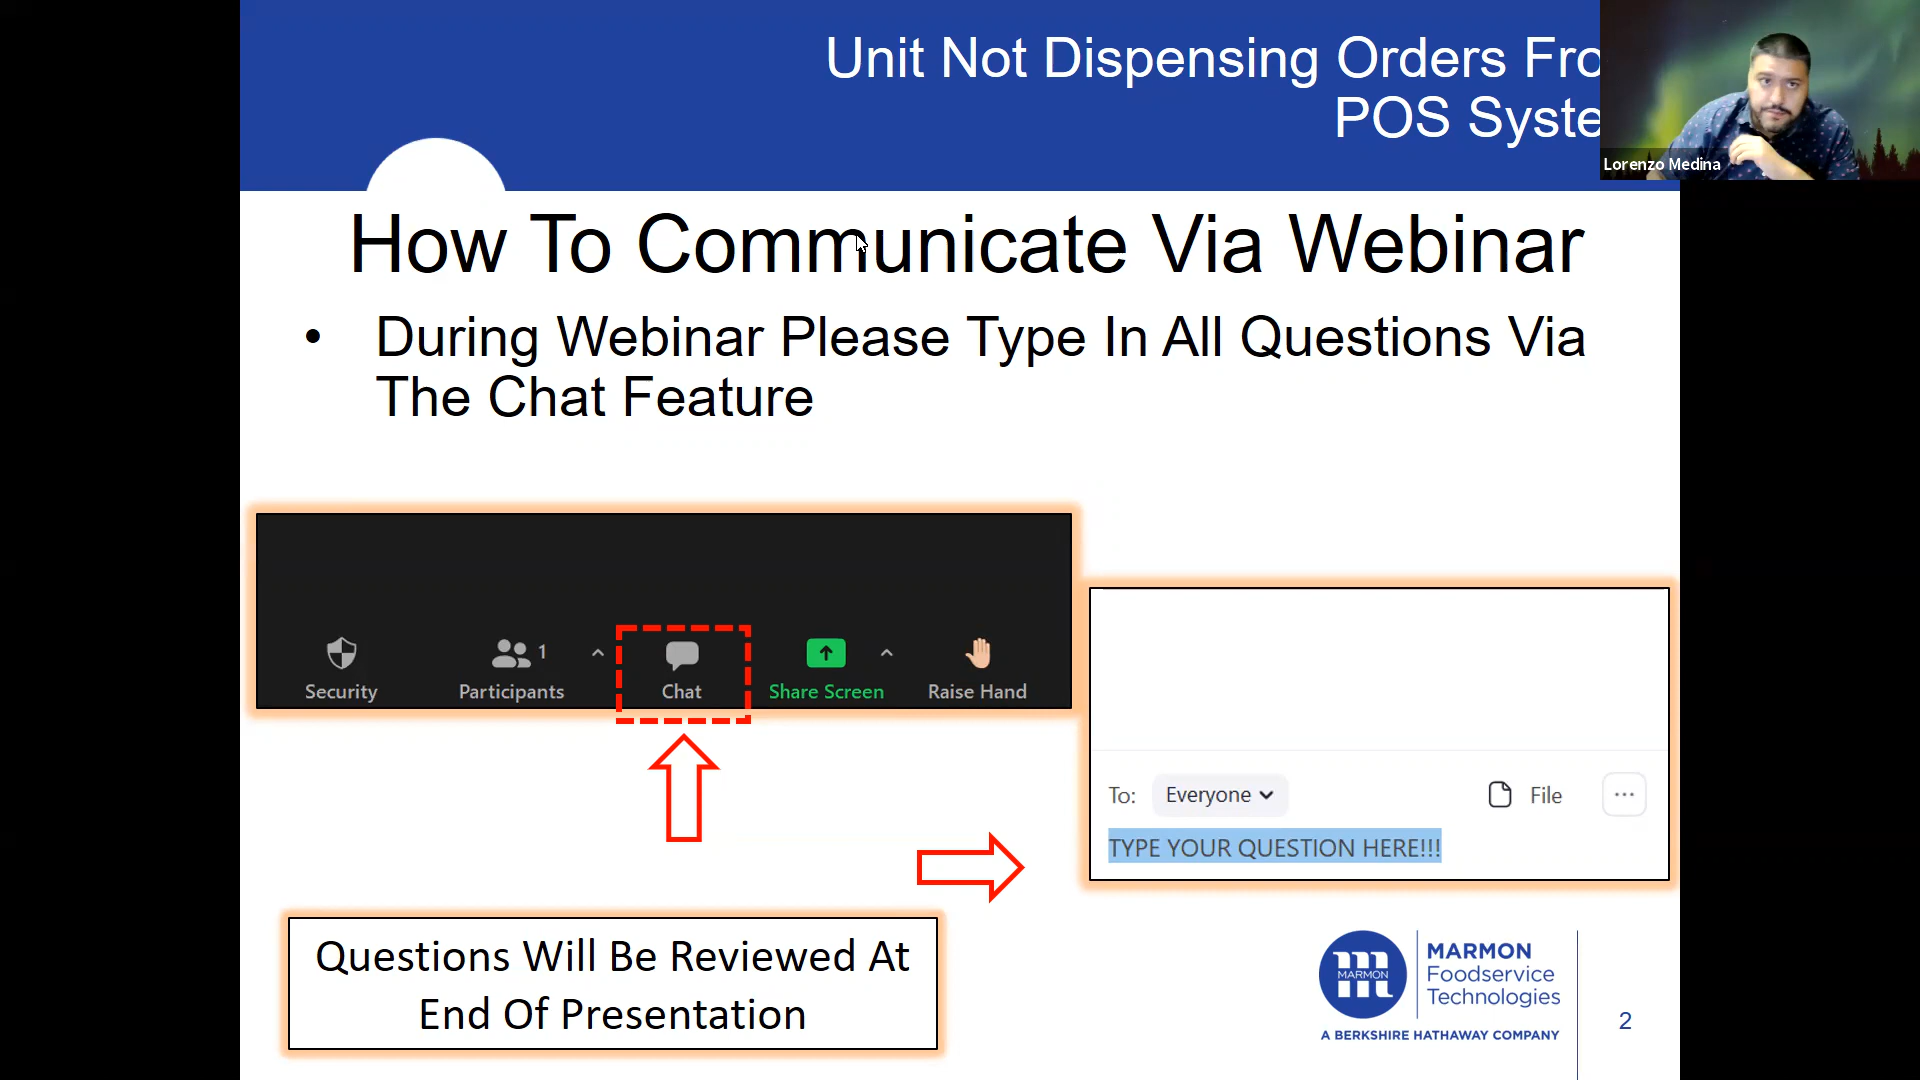 Unit Not Dispensing Orders Fro
POS Syste
Lorenzo Medina
How To Communicate Via Webinar
• During Webinar Please Type In All Questions Via
The Chat Feature
Security
Participants
1
Chat
Share Screen
Raise Hand
To: Everyone
File
TYPE YOUR QUESTION HERE!!!
Questions Will Be Reviewed At
End Of Presentation
MARMON
MARMON
Foodservice
Technologies
A BERKSHIRE HATHAWAY COMPANY
2